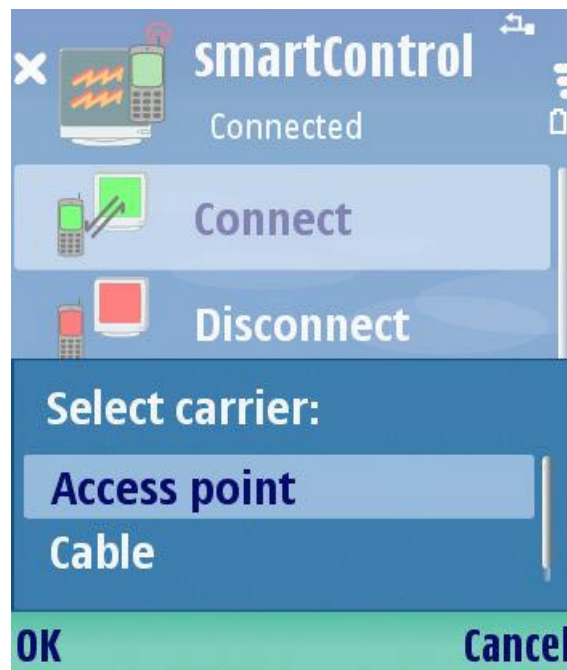 smartControl
Connected
Connect
Disconnect
Select carrier:
Access point
Cable
OK
Cancel